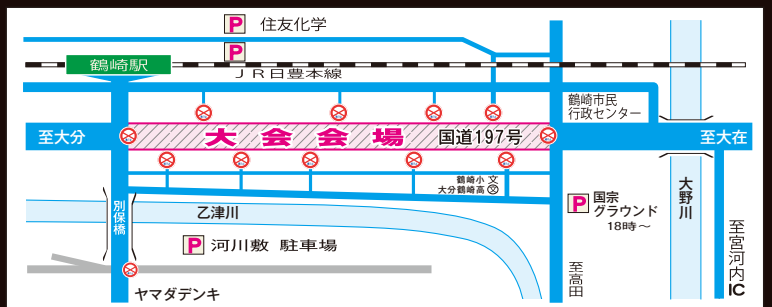 P 住友化学
P
鶴崎駅
JR日豊本線
鶴崎市民
行政センター
至大分
大会会場
国道197号
至大在
鶴崎小 文
大分鶴崎高 文
別保橋
乙津川
P 国宗
グラウンド
18時～
大野川
P 河川敷 駐車場
至高田
至宮河内IC
ヤマダデンキ